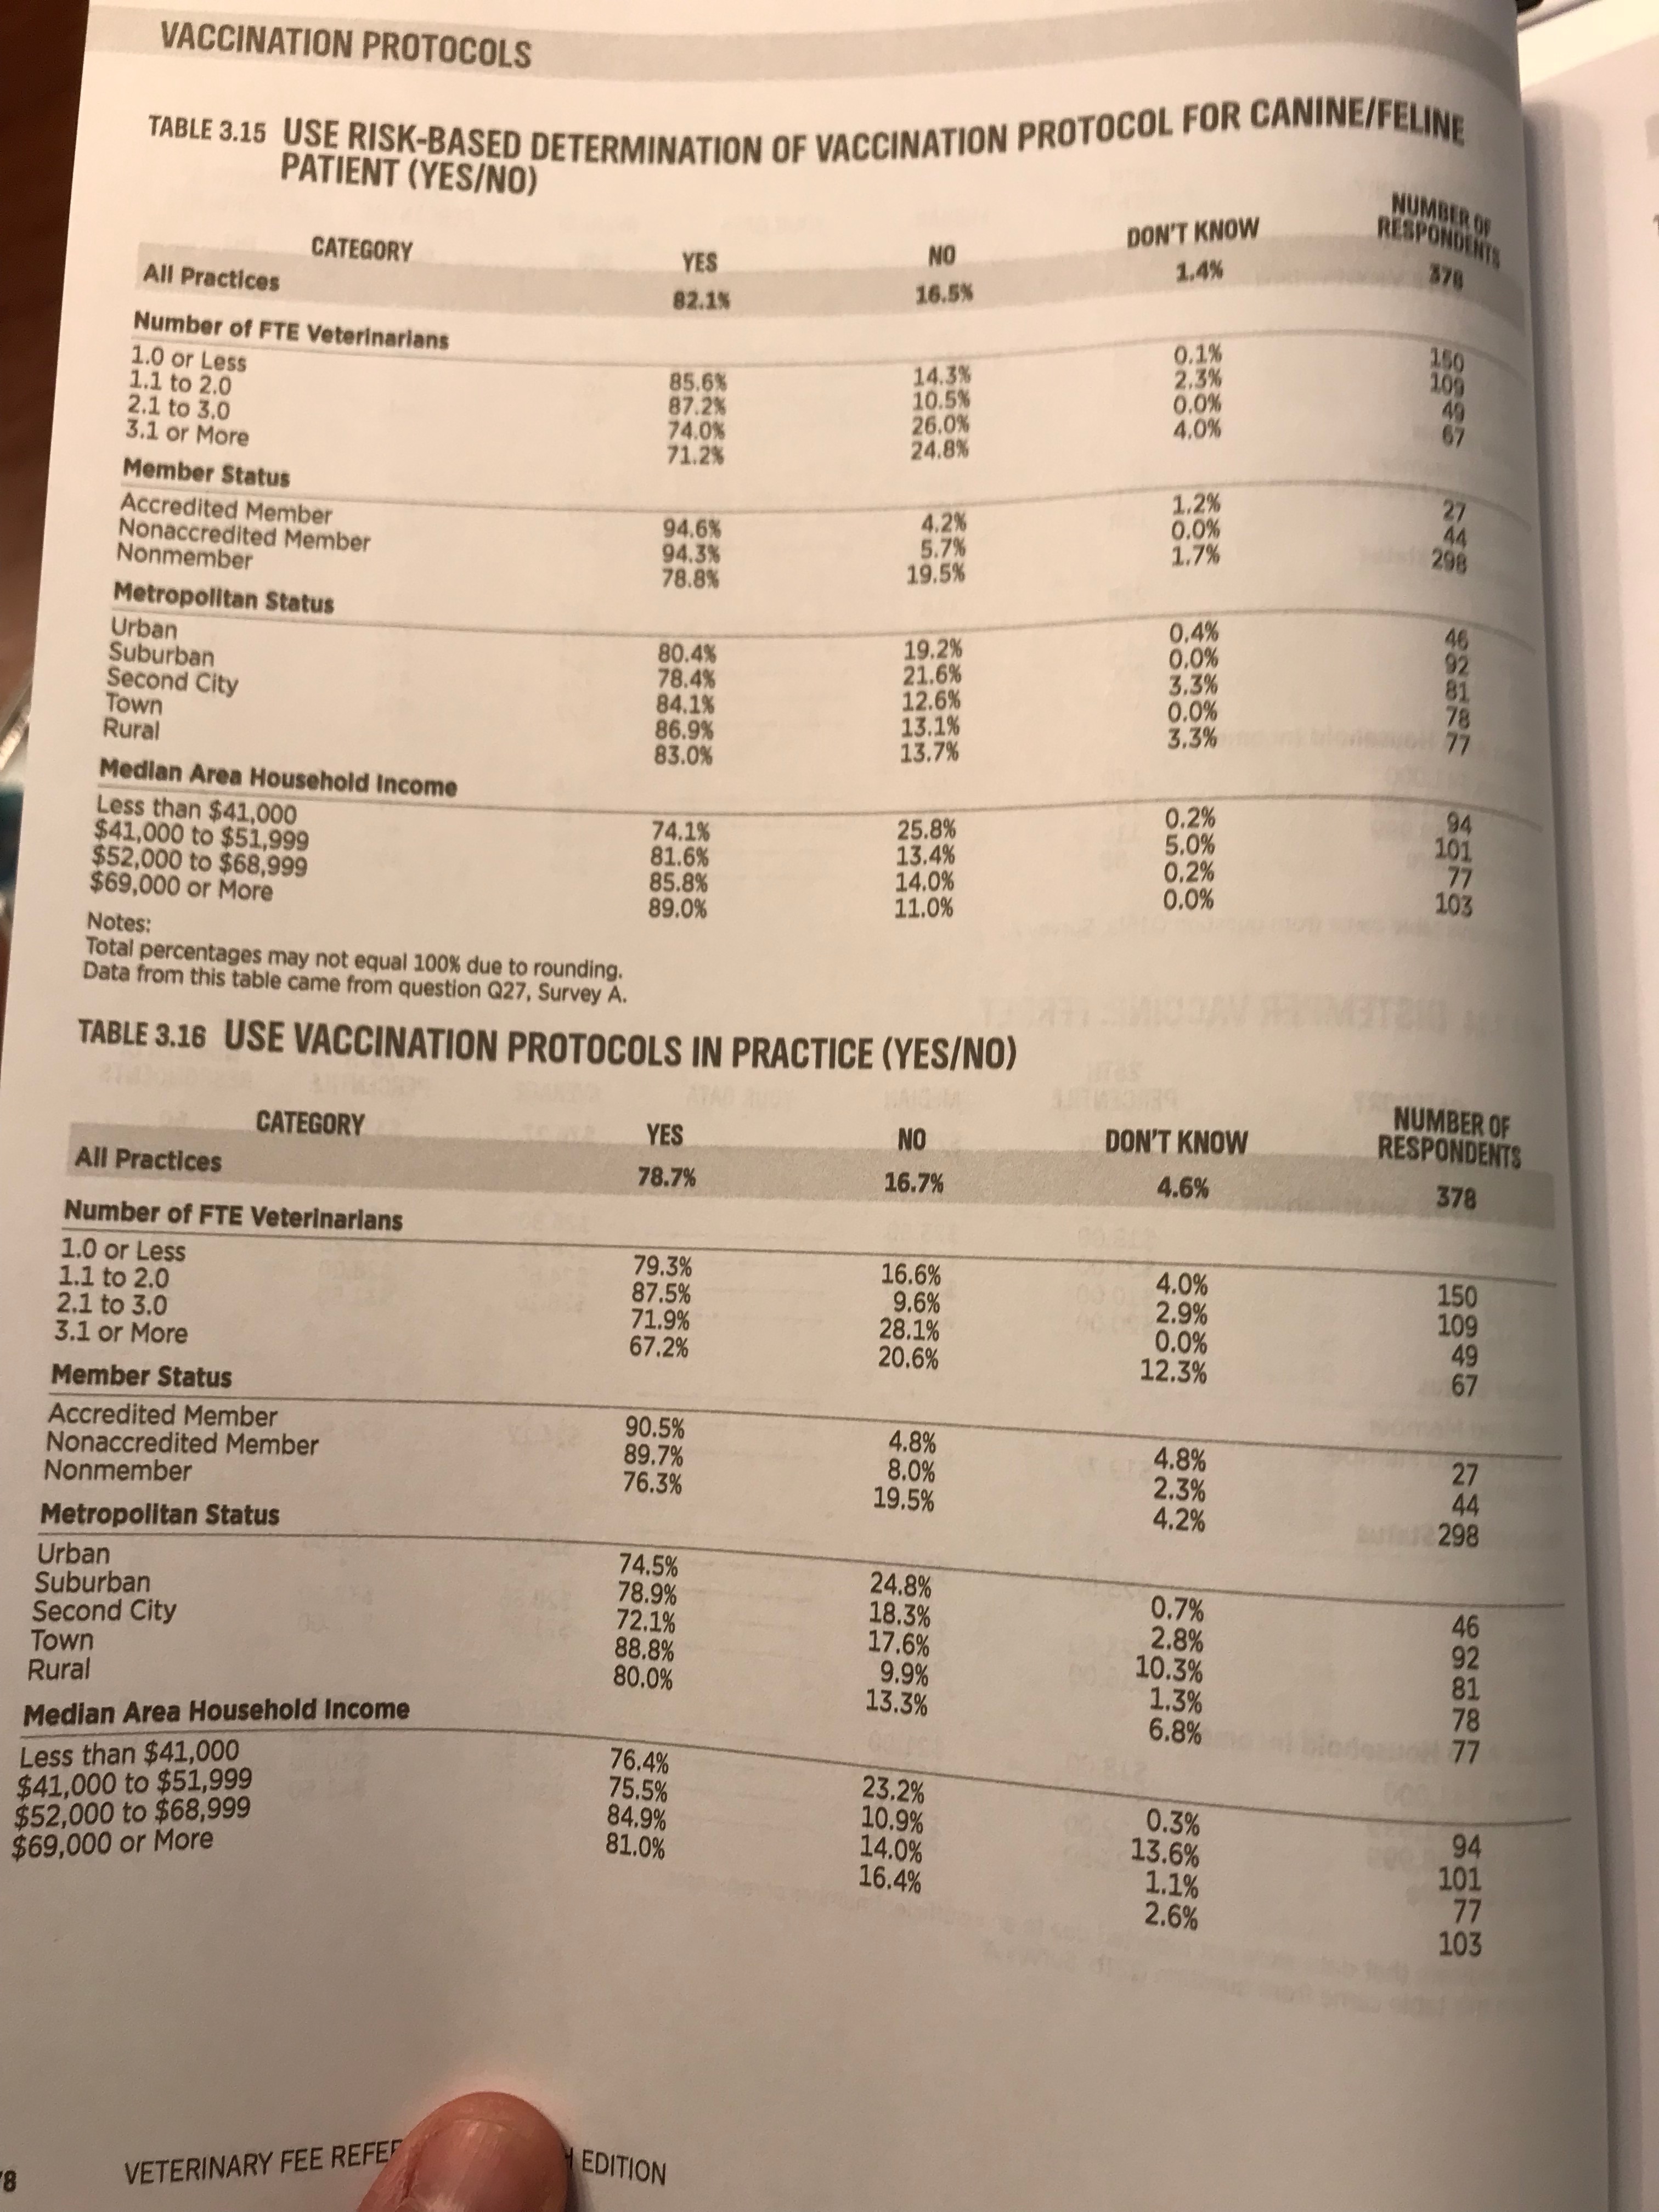 VACCINATION PROTOCOLS
TABLE 3.15 USE RISK-BASED DETERMINATION OF VACCINATION PROTOCOL FOR CANINE/FELINE
PATIENT (YES/NO)
CATEGORY YES NO DON'T KNOW NUMBER OF RESPONDENTS
All Practices 82.1% 16.5% 1.4% 378
Number of FTE Veterinarians
1.0 or Less 85.6% 14.3% 0.1% 150
1.1 to 2.0 87.2% 10.5% 2.3% 109
2.1 to 3.0 74.0% 26.0% 0.0% 49
3.1 or More 71.2% 24.8% 4.0% 67
Member Status
Accredited Member 94.6% 4.2% 1.2% 27
Nonaccredited Member 94.3% 5.7% 0.0% 44
Nonmember 78.8% 19.5% 1.7% 298
Metropolitan Status
Urban 80.4% 19.2% 0.4% 46
Suburban 78.4% 21.6% 0.0% 92
Second City 84.1% 12.6% 3.3% 81
Town 86.9% 13.1% 0.0% 78
Rural 83.0% 13.7% 3.3% 77
Median Area Household Income
Less than $41,000 74.1% 25.8% 0.2% 94
$41,000 to $51,999 81.6% 13.4% 5.0% 101
$52,000 to $68,999 85.8% 14.0% 0.2% 77
$69,000 or More 89.0% 11.0% 0.0% 103
Notes:
Total percentages may not equal 100% due to rounding.
Data from this table came from question Q27, Survey A.
TABLE 3.16 USE VACCINATION PROTOCOLS IN PRACTICE (YES/NO)
CATEGORY YES NO DON'T KNOW NUMBER OF RESPONDENTS
All Practices 78.7% 16.7% 4.6% 378
Number of FTE Veterinarians
1.0 or Less 79.3% 16.6% 4.0% 150
1.1 to 2.0 87.5% 9.6% 2.9% 109
2.1 to 3.0 71.9% 28.1% 0.0% 49
3.1 or More 67.2% 20.6% 12.3% 67
Member Status
Accredited Member 90.5% 4.8% 4.8% 27
Nonaccredited Member 89.7% 8.0% 2.3% 44
Nonmember 76.3% 19.5% 4.2% 298
Metropolitan Status
Urban 74.5% 24.8% 0.7% 46
Suburban 78.9% 18.3% 2.8% 92
Second City 72.1% 17.6% 10.3% 81
Town 88.8% 9.9% 1.3% 78
Rural 80.0% 13.3% 6.8% 77
Median Area Household Income
Less than $41,000 76.4% 23.2% 0.3% 94
$41,000 to $51,999 75.5% 10.9% 13.6% 101
$52,000 to $68,999 84.9% 14.0% 1.1% 77
$69,000 or More 81.0% 16.4% 2.6% 103
VETERINARY FEE EDITION